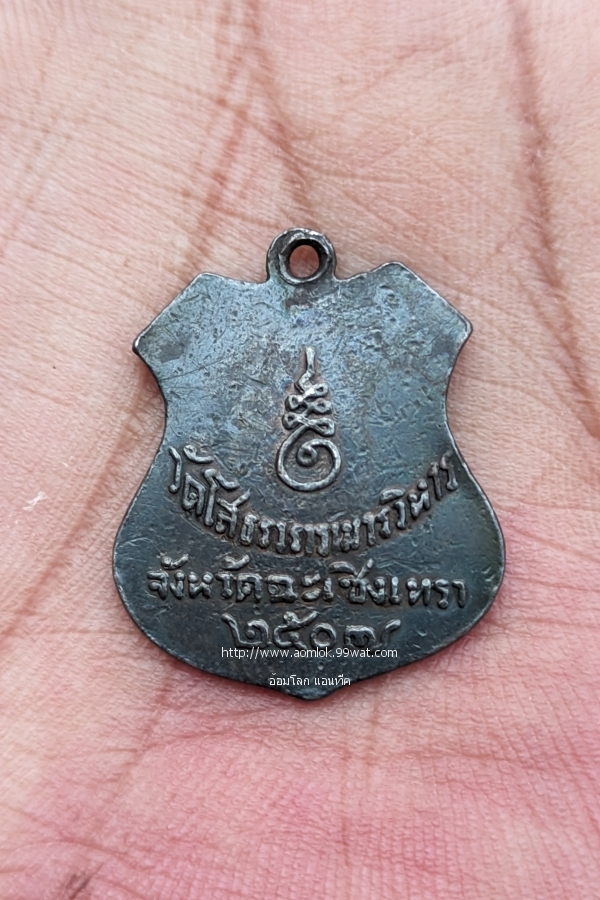 วัดโสธรวรารามวรวิหาร
จังหวัดฉะเชิงเทรา
๒๕๐๗
http://www.aomlok.99wat.com
อ้อมโลก แอนทีค